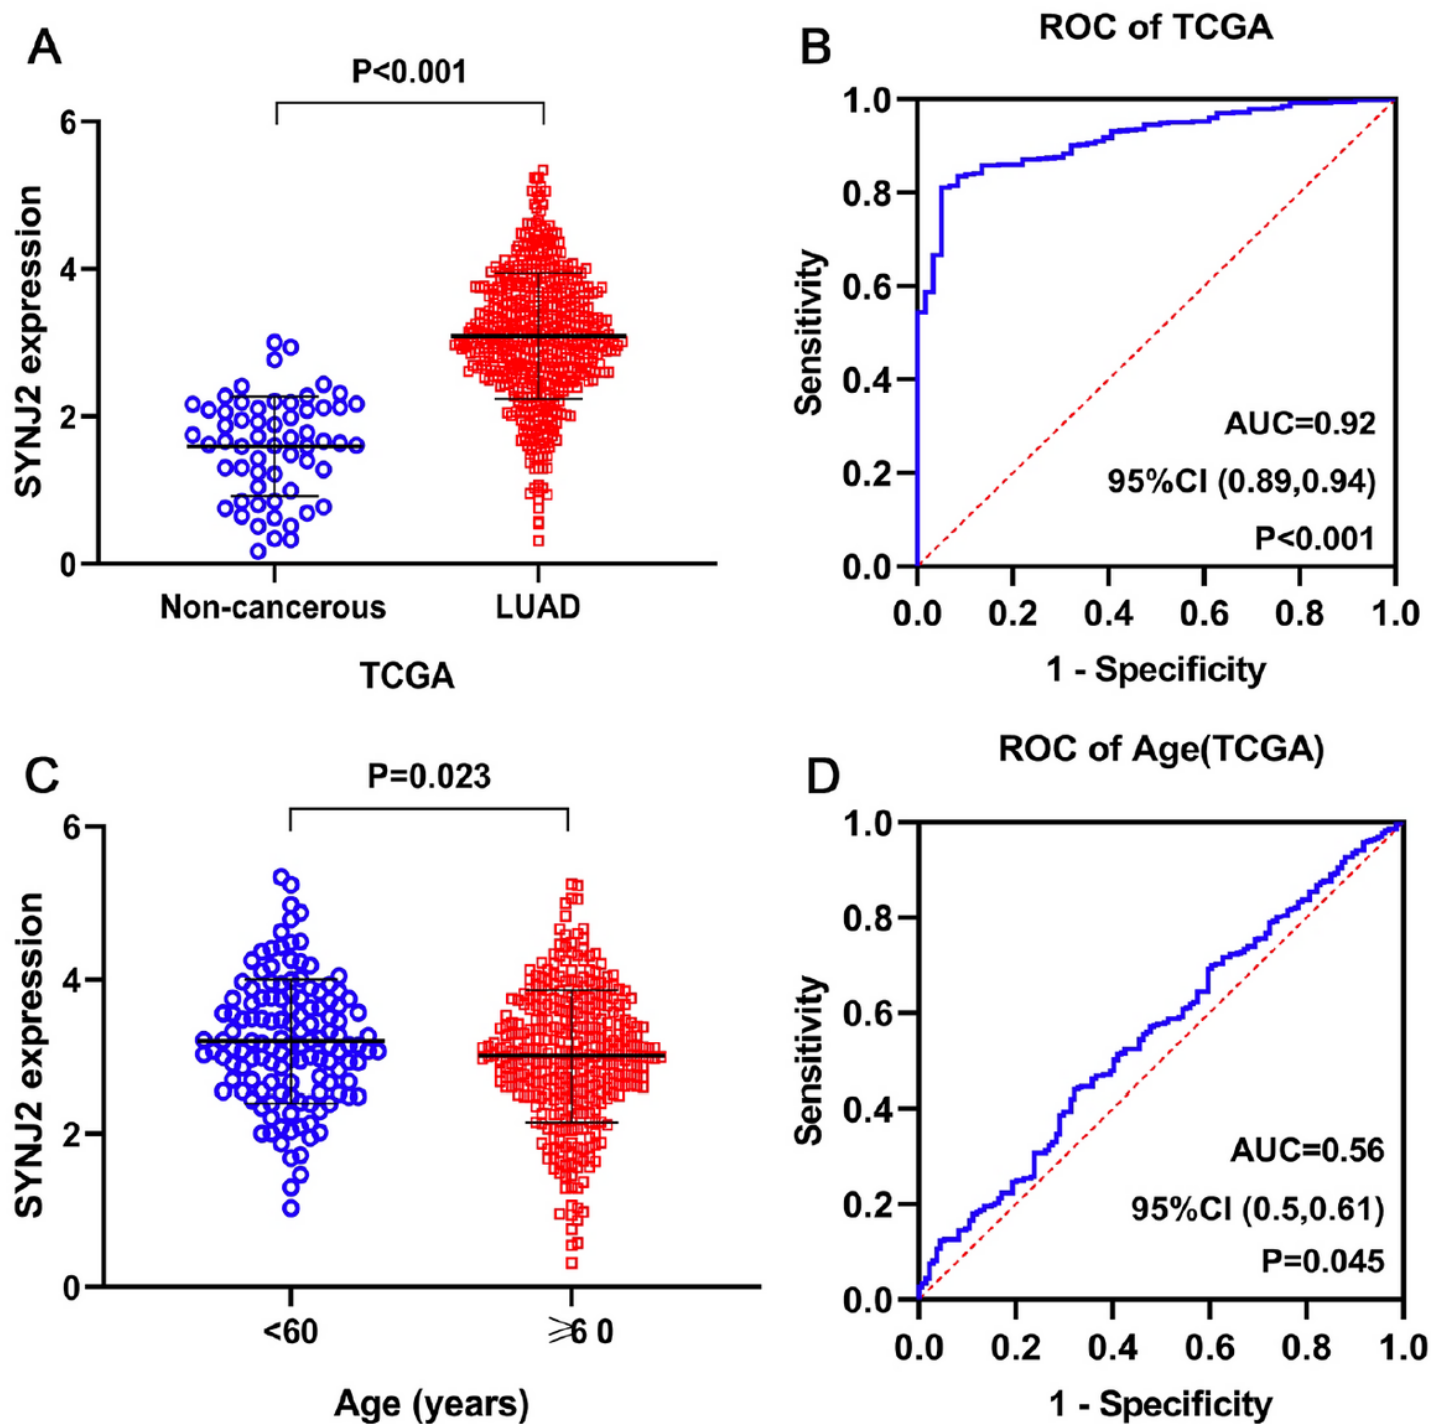 A
P<0.001
SYNJ2 expression
6
4
2
0
Non-cancerous
LUAD
TCGA
B
ROC of TCGA
Sensitivity
1.0
0.8
0.6
0.4
0.2
0.0
AUC=0.92
95%CI (0.89,0.94)
P<0.001
0.0 0.2 0.4 0.6 0.8 1.0
1 - Specificity
C
P=0.023
SYNJ2 expression
6
4
2
0
<60
⩾6 0
Age (years)
D
ROC of Age(TCGA)
Sensitivity
1.0
0.8
0.6
0.4
0.2
0.0
AUC=0.56
95%CI (0.5,0.61)
P=0.045
0.0 0.2 0.4 0.6 0.8 1.0
1 - Specificity